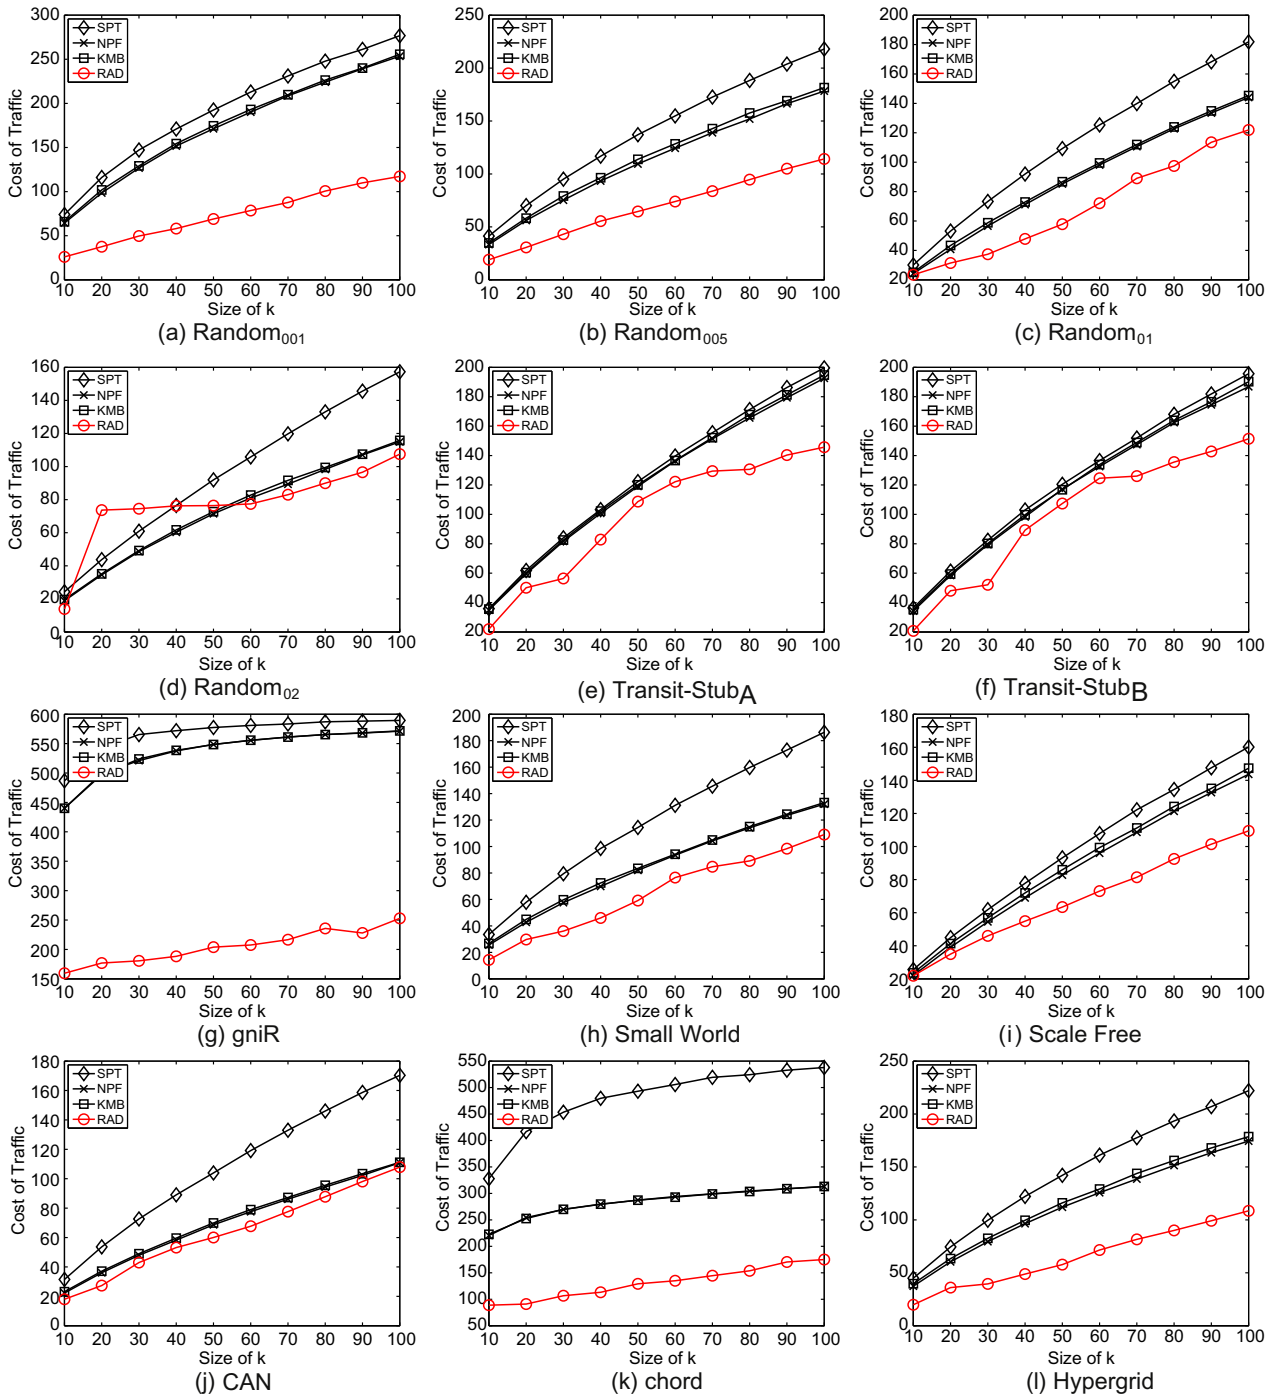 300
250
200
150
100
50
0
Cost of Traffic
SPT
NPF
KMB
RAD
10 20 30 40 50 60 70 80 90 100
Size of k
(a) Random001
250
200
150
100
50
0
Cost of Traffic
SPT
NPF
KMB
RAD
10 20 30 40 50 60 70 80 90 100
Size of k
(b) Random005
200
180
160
140
120
100
80
60
40
20
Cost of Traffic
SPT
NPF
KMB
RAD
10 20 30 40 50 60 70 80 90 100
Size of k
(c) Random01
160
140
120
100
80
60
40
20
0
Cost of Traffic
SPT
NPF
KMB
RAD
10 20 30 40 50 60 70 80 90 100
Size of k
(d) Random02
200
180
160
140
120
100
80
60
40
20
Cost of Traffic
SPT
NPF
KMB
RAD
10 20 30 40 50 60 70 80 90 100
Size of k
(e) Transit-StubA
200
180
160
140
120
100
80
60
40
20
Cost of Traffic
SPT
NPF
KMB
RAD
10 20 30 40 50 60 70 80 90 100
Size of k
(f) Transit-StubB
600
550
500
450
400
350
300
250
200
150
Cost of Traffic
SPT
NPF
KMB
RAD
10 20 30 40 50 60 70 80 90 100
Size of k
(g) gniR
200
180
160
140
120
100
80
60
40
20
0
Cost of Traffic
SPT
NPF
KMB
RAD
10 20 30 40 50 60 70 80 90 100
Size of k
(h) Small World
180
160
140
120
100
80
60
40
20
Cost of Traffic
SPT
NPF
KMB
RAD
10 20 30 40 50 60 70 80 90 100
Size of k
(i) Scale Free
180
160
140
120
100
80
60
40
20
0
Cost of Traffic
SPT
NPF
KMB
RAD
10 20 30 40 50 60 70 80 90 100
Size of k
(j) CAN
550
500
450
400
350
300
250
200
150
100
50
Cost of Traffic
SPT
NPF
KMB
RAD
10 20 30 40 50 60 70 80 90 100
Size of k
(k) chord
250
200
150
100
50
0
Cost of Traffic
SPT
NPF
KMB
RAD
10 20 30 40 50 60 70 80 90 100
Size of k
(l) Hypergrid